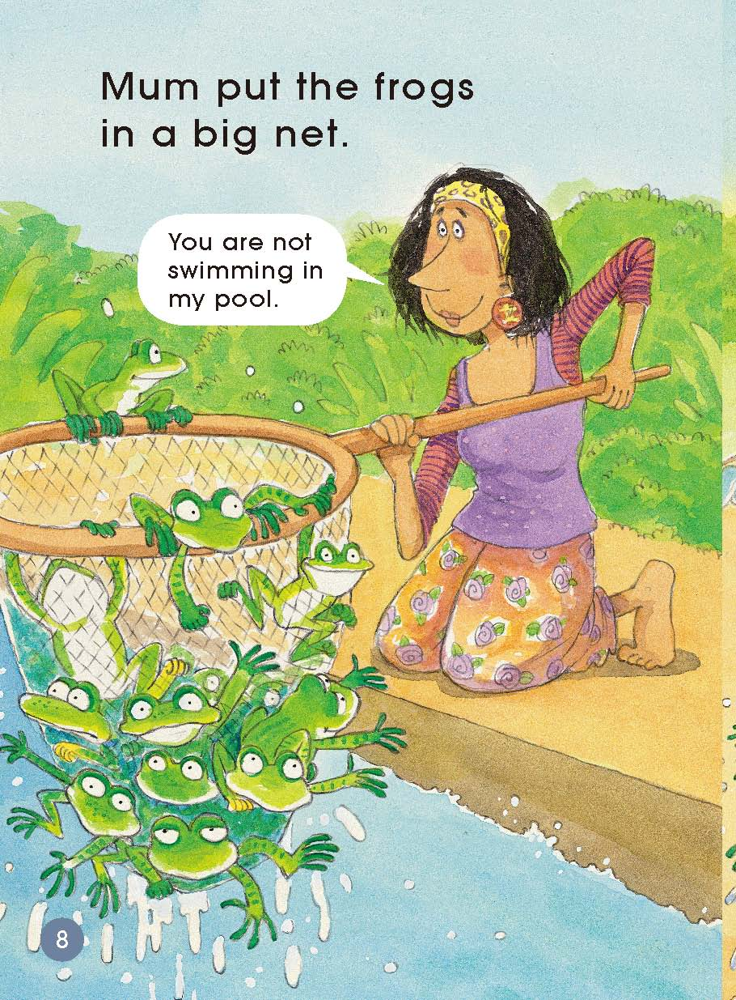 Mum put the frogs
in a big net.
You are not
swimming in
my pool.
8